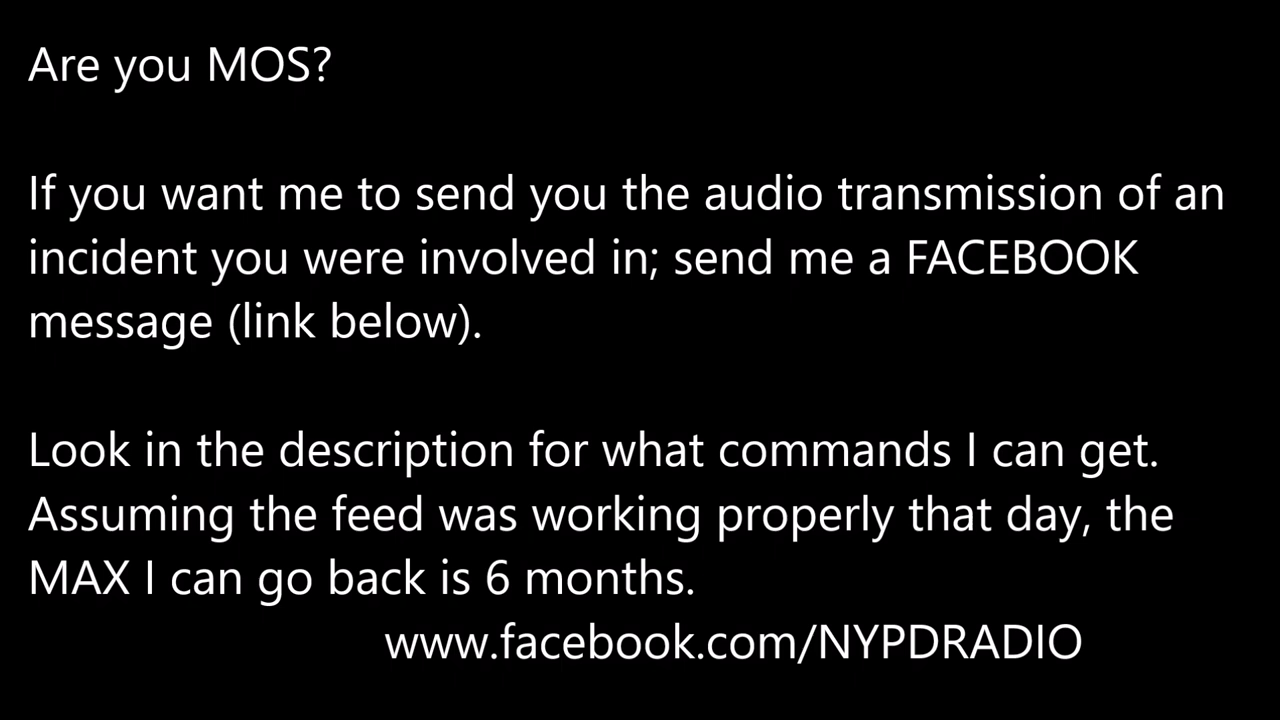 Are you MOS?
If you want me to send you the audio transmission of an
incident you were involved in; send me a FACEBOOK
message (link below).
Look in the description for what commands I can get.
Assuming the feed was working properly that day, the
MAX I can go back is 6 months.
www.facebook.com/NYPDRADIO